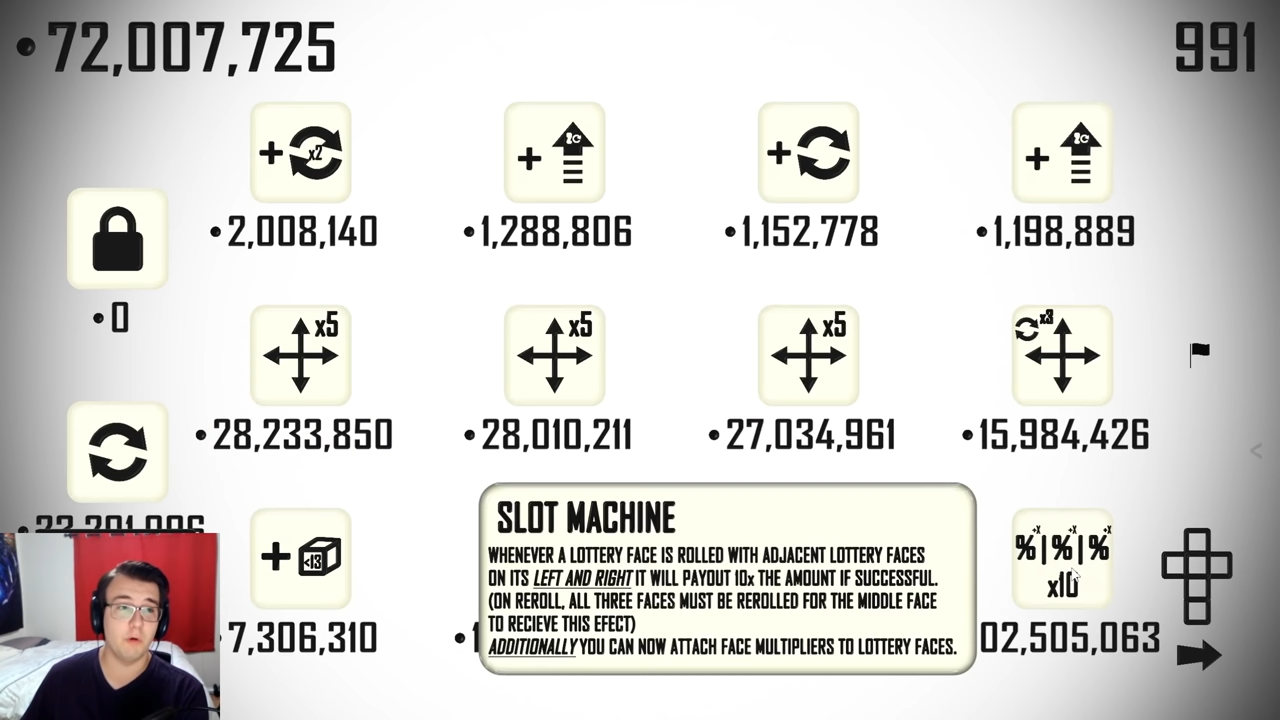 72,007,725
991
+ x2
+
+
+
2,008,140
1,288,806
1,152,778
1,198,889
0
x5
x5
x5
x3
28,233,850
28,010,211
27,034,961
15,984,426
SLOT MACHINE
WHENEVER A LOTTERY FACE IS ROLLED WITH ADJACENT LOTTERY FACES
ON ITS LEFT AND RIGHT IT WILL PAYOUT 10x THE AMOUNT IF SUCCESSFUL.
(ON REROLL, ALL THREE FACES MUST BE REROLLED FOR THE MIDDLE FACE
TO RECIEVE THIS EFECT)
ADDITIONALLY YOU CAN NOW ATTACH FACE MULTIPLIERS TO LOTTERY FACES.
+ <13
+x +x +x
%|%|%
x10
7,306,310
1
02,505,063
<